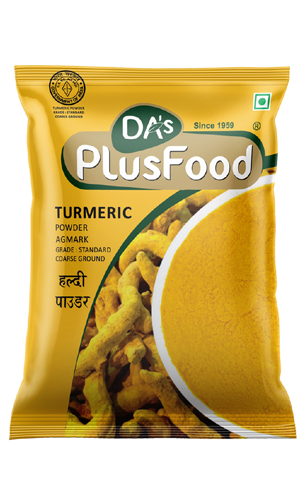 TURMERIC POWDER
GRADE : STANDARD
COARSE GROUND
DA's
Since 1959
®
PLUSFOOD
TURMERIC
POWDER
AGMARK
GRADE : STANDARD
COARSE GROUND
हल्दी
पाउडर